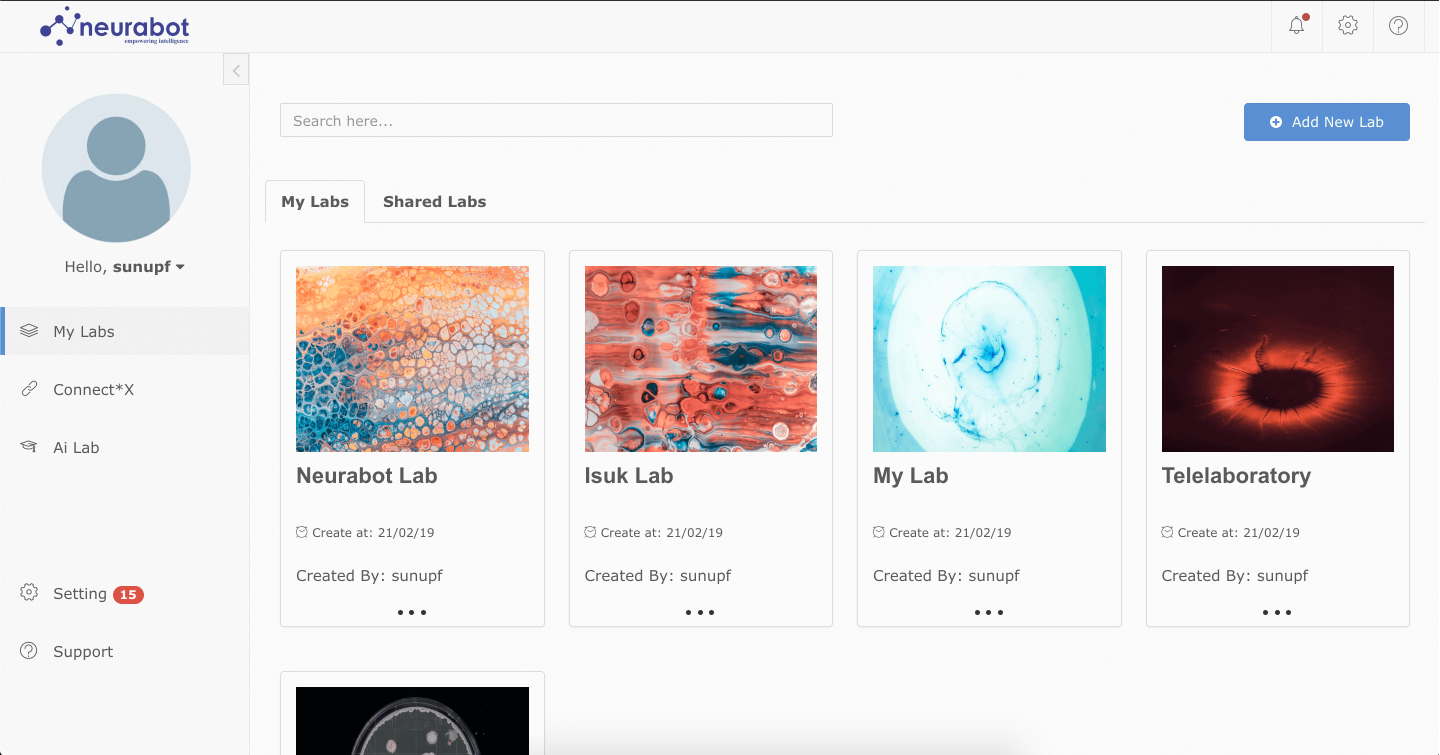 neurabot
empowering intelligence
Search here...
Add New Lab
My Labs
Shared Labs
Hello, sunupf
My Labs
Connect*X
Ai Lab
Setting 15
Support
Neurabot Lab
Create at: 21/02/19
Created By: sunupf
Isuk Lab
Create at: 21/02/19
Created By: sunupf
My Lab
Create at: 21/02/19
Created By: sunupf
Telelaboratory
Create at: 21/02/19
Created By: sunupf